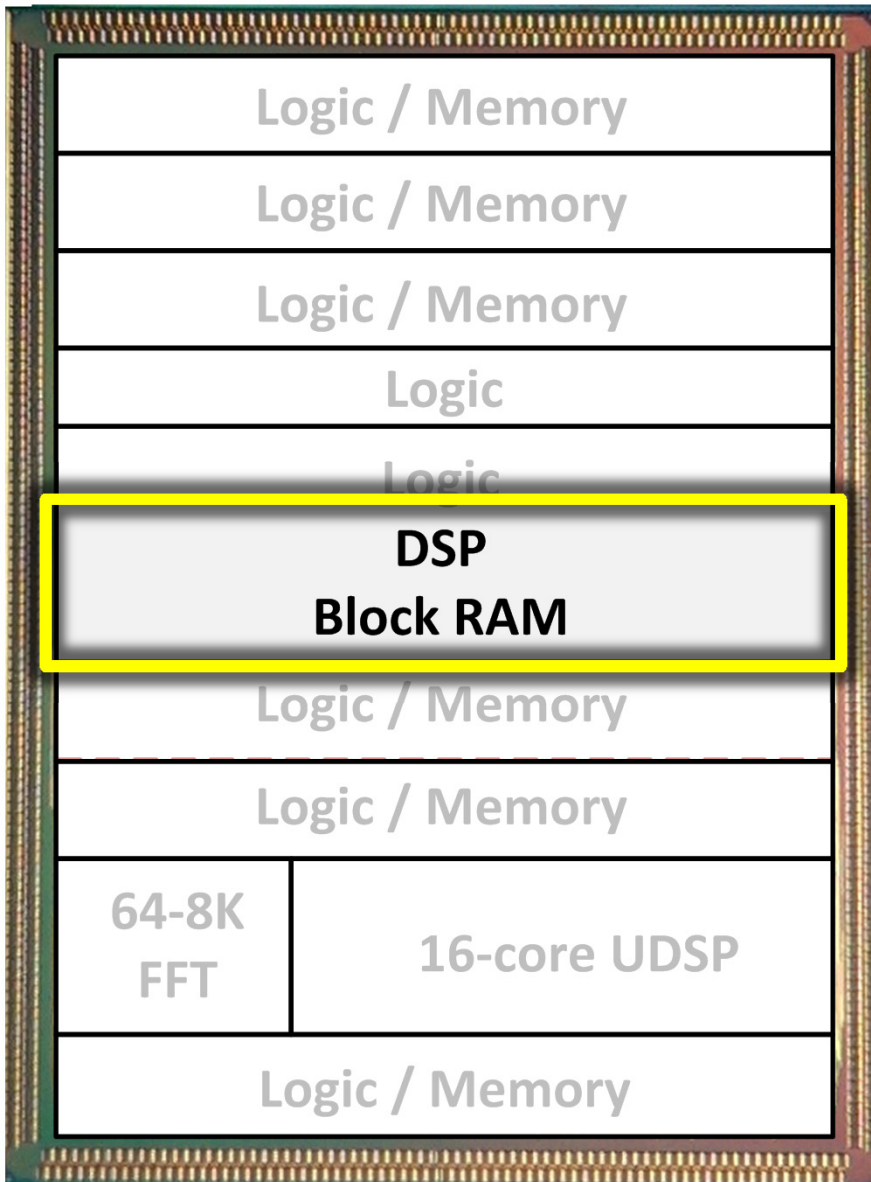 Logic / Memory
Logic / Memory
Logic / Memory
Logic
Logic
DSP
Block RAM
Logic / Memory
Logic / Memory
64-8K
FFT
16-core UDSP
Logic / Memory